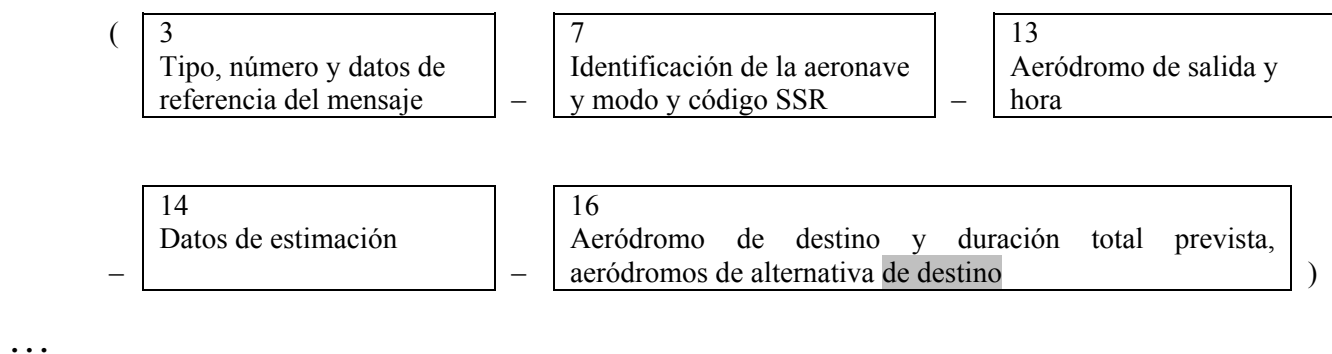 ( 3 7 13
Tipo, número y datos de Identificación de la aeronave Aeródromo de salida y
referencia del mensaje – y modo y código SSR – hora
14 16
Datos de estimación Aeródromo de destino y duración total prevista,
– – aeródromos de alternativa de destino )
...